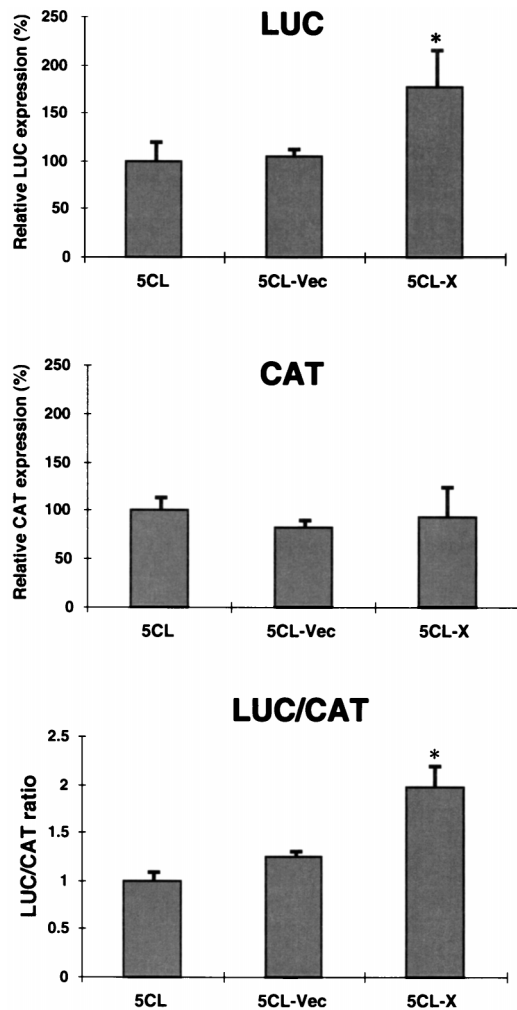 LUC
Relative LUC expression (%)
250
200
150
100
50
0
*
5CL 5CL-Vec 5CL-X
CAT
Relative CAT expression (%)
250
200
150
100
50
0
5CL 5CL-Vec 5CL-X
LUC/CAT
LUC/CAT ratio
2.5
2
1.5
1
0.5
0
*
5CL 5CL-Vec 5CL-X